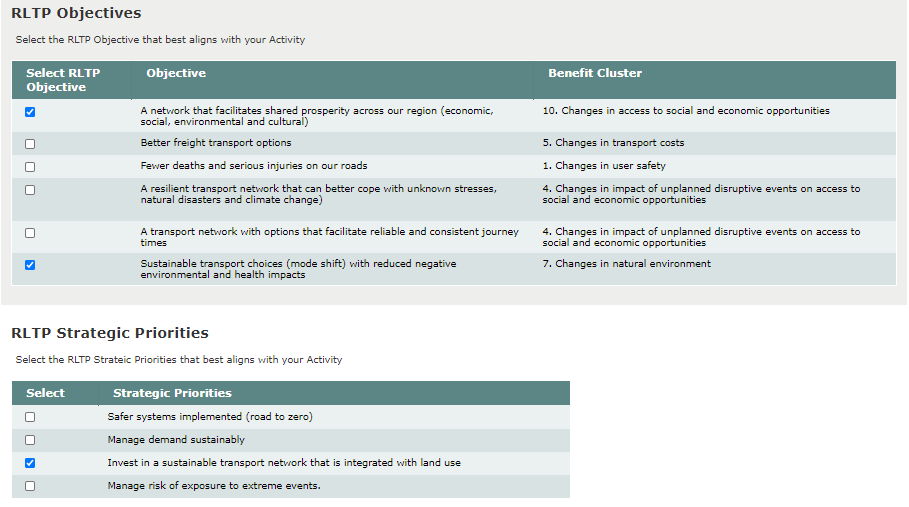 RLTP Objectives
Select the RLTP Objective that best aligns with your Activity
Select RLTP Objective Benefit Cluster
Objective
A network that facilitates shared prosperity across our region (economic, 10. Changes in access to social and economic opportunities
social, environmental and cultural)
Better freight transport options 5. Changes in transport costs
Fewer deaths and serious injuries on our roads 1. Changes in user safety
A resilient transport network that can better cope with unknown stresses, 4. Changes in impact of unplanned disruptive events on access to
natural disasters and climate change) social and economic opportunities
A transport network with options that facilitate reliable and consistent journey 4. Changes in impact of unplanned disruptive events on access to
times social and economic opportunities
Sustainable transport choices (mode shift) with reduced negative 7. Changes in natural environment
environmental and health impacts
RLTP Strategic Priorities
Select the RLTP Strateic Priorities that best aligns with your Activity
Select Strategic Priorities
Safer systems implemented (road to zero)
Manage demand sustainably
Invest in a sustainable transport network that is integrated with land use
Manage risk of exposure to extreme events.